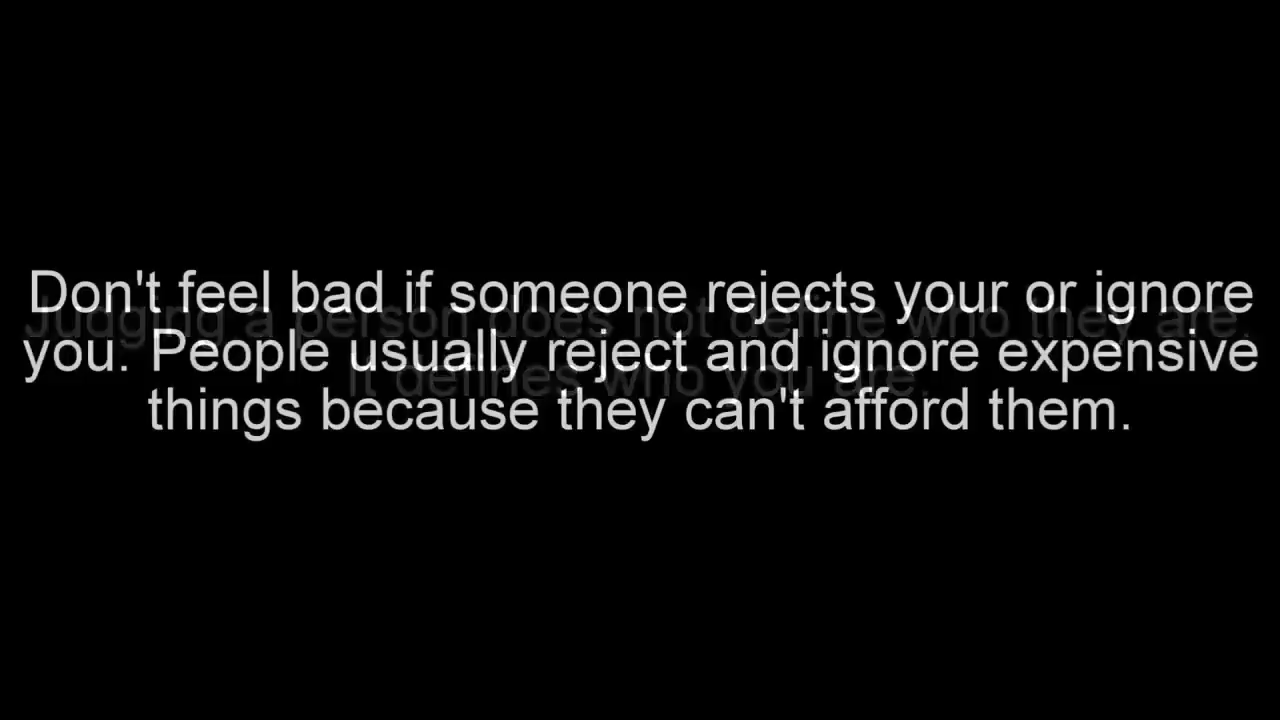 Don't feel bad if someone rejects your or ignore
you. People usually reject and ignore expensive
things because they can't afford them.
Judging a person does not define who they are.
It defines who you are.